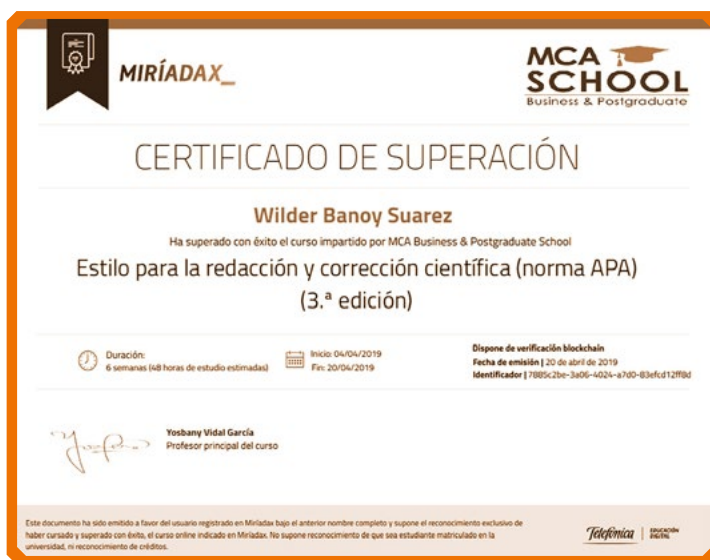 MIRÍADAX_
MCA
SCHOOL
Business & Postgraduate
CERTIFICADO DE SUPERACIÓN
Wilder Banoy Suarez
Ha superado con éxito el curso impartido por MCA Business & Postgraduate School
Estilo para la redacción y corrección científica (norma APA)
(3.ª edición)
Duración:
6 semanas (48 horas de estudio estimadas)
Inicio: 04/04/2019
Fin: 20/04/2019
Dispone de verificación blockchain
Fecha de emisión | 20 de abril de 2019
Identificador | 7885c2be-3a06-4024-a7d0-83efcd12ff8d
Yosbany Vidal García
Profesor principal del curso
Este documento ha sido emitido a favor del usuario registrado en Miríadax bajo el anterior nombre completo y supone el reconocimiento exclusivo de
haber cursado y superado con éxito, el curso online indicado en Miríadax. No supone reconocimiento de que sea estudiante matriculado en la
universidad, ni reconocimiento de créditos.
Telefónica
EDUCACIÓN
DIGITAL